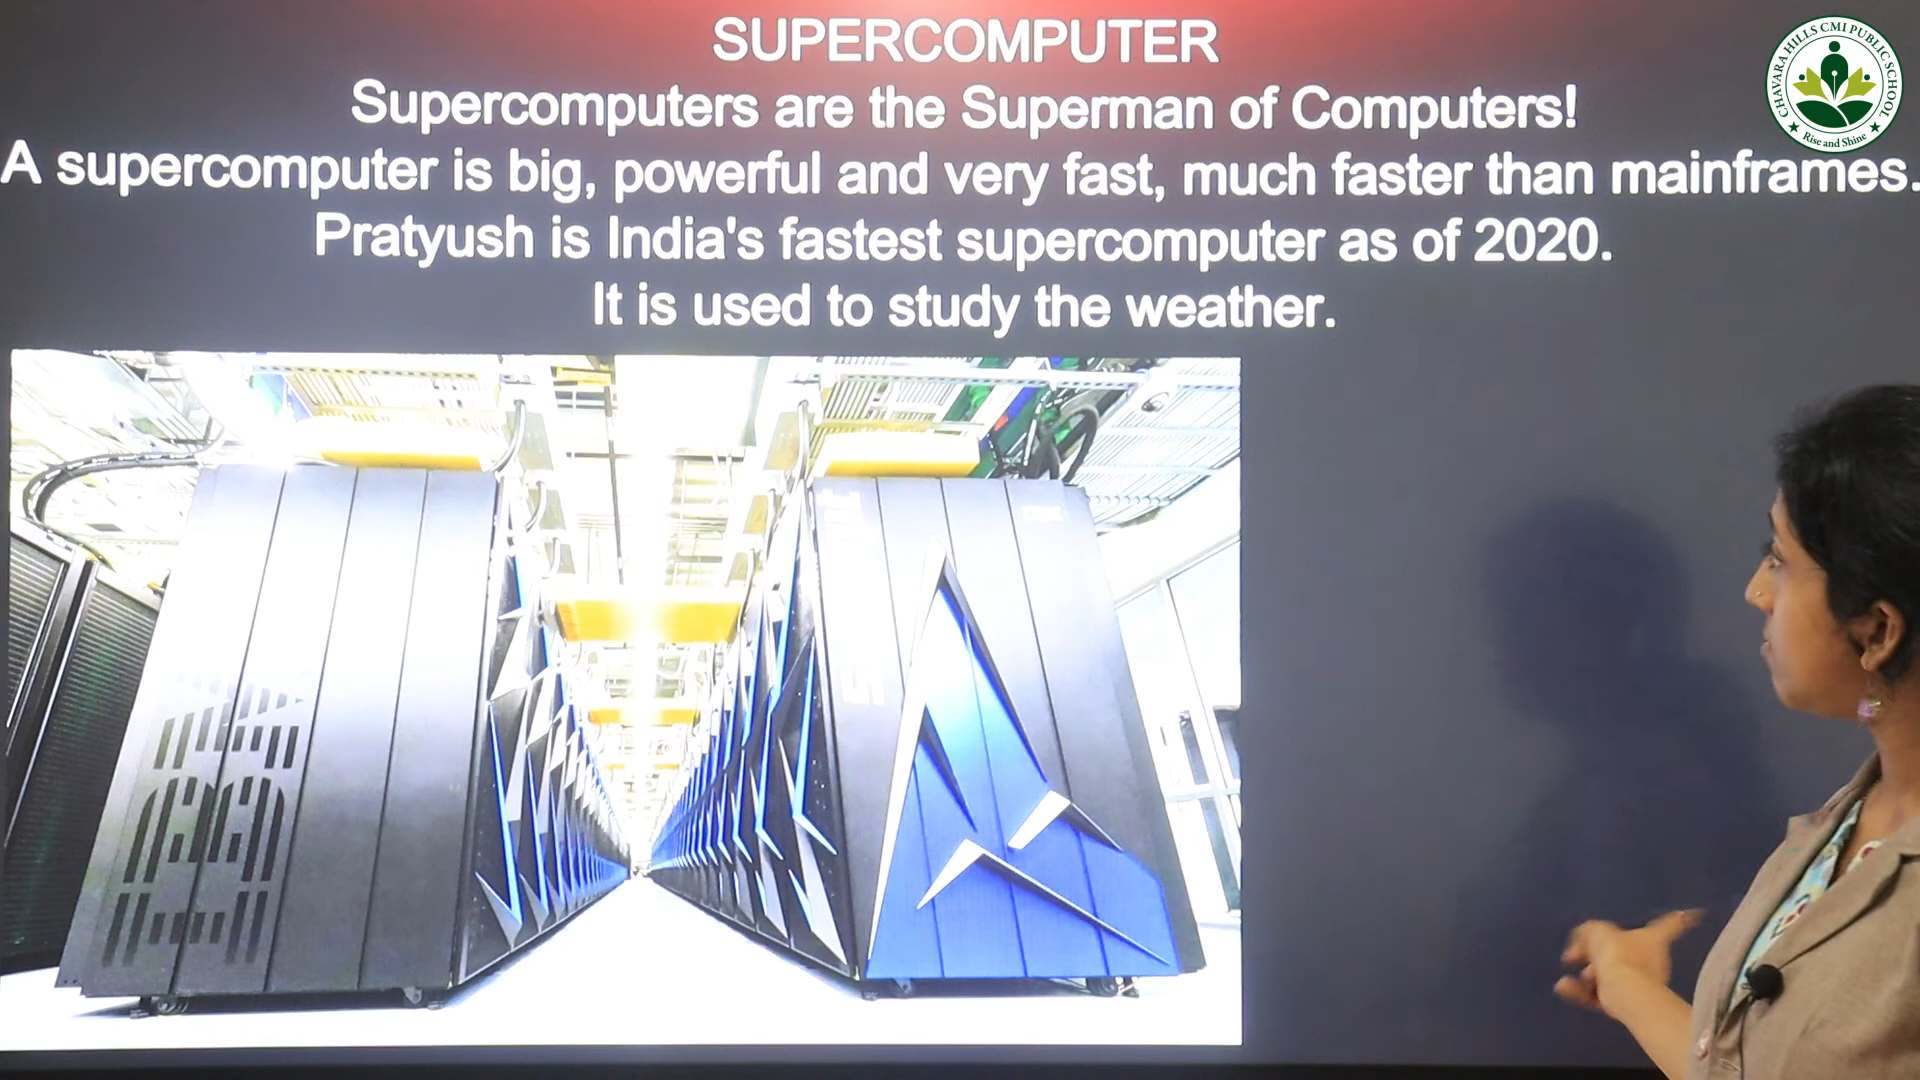 SUPERCOMPUTER
Supercomputers are the Superman of Computers!
A supercomputer is big, powerful and very fast, much faster than mainframes.
Pratyush is India's fastest supercomputer as of 2020.
It is used to study the weather.
CHAVARA HILLS CMI PUBLIC SCHOOL
Rise and Shine
IBM